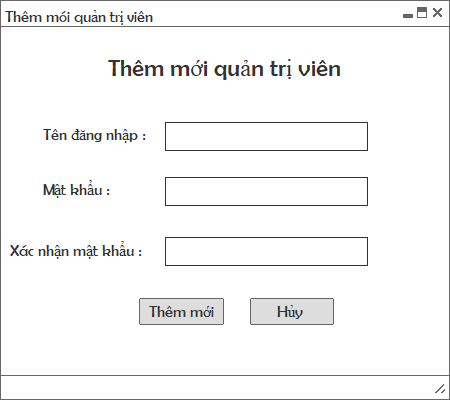 Thêm mới quản trị viên
Thêm mới quản trị viên
Tên đăng nhập :
Mật khẩu :
Xác nhận mật khẩu :
Thêm mới
Hủy